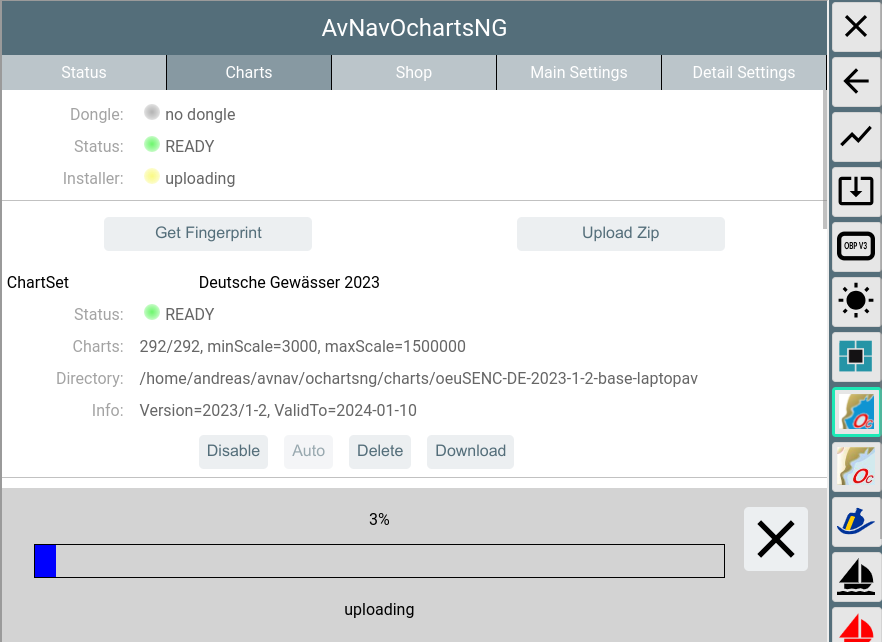 AvNavOchartsNG
Status Charts Shop Main Settings Detail Settings
Dongle: no dongle
Status: READY
Installer: uploading
Get Fingerprint Upload Zip
OBP V3
ChartSet Deutsche Gewässer 2023
Status: READY
Charts: 292/292, minScale=3000, maxScale=1500000
Directory: /home/andreas/avnav/ochartsng/charts/oeuSENC-DE-2023-1-2-base-laptopav
Info: Version=2023/1-2, ValidTo=2024-01-10
Disable Auto Delete Download
Oc
Oc
3%
uploading